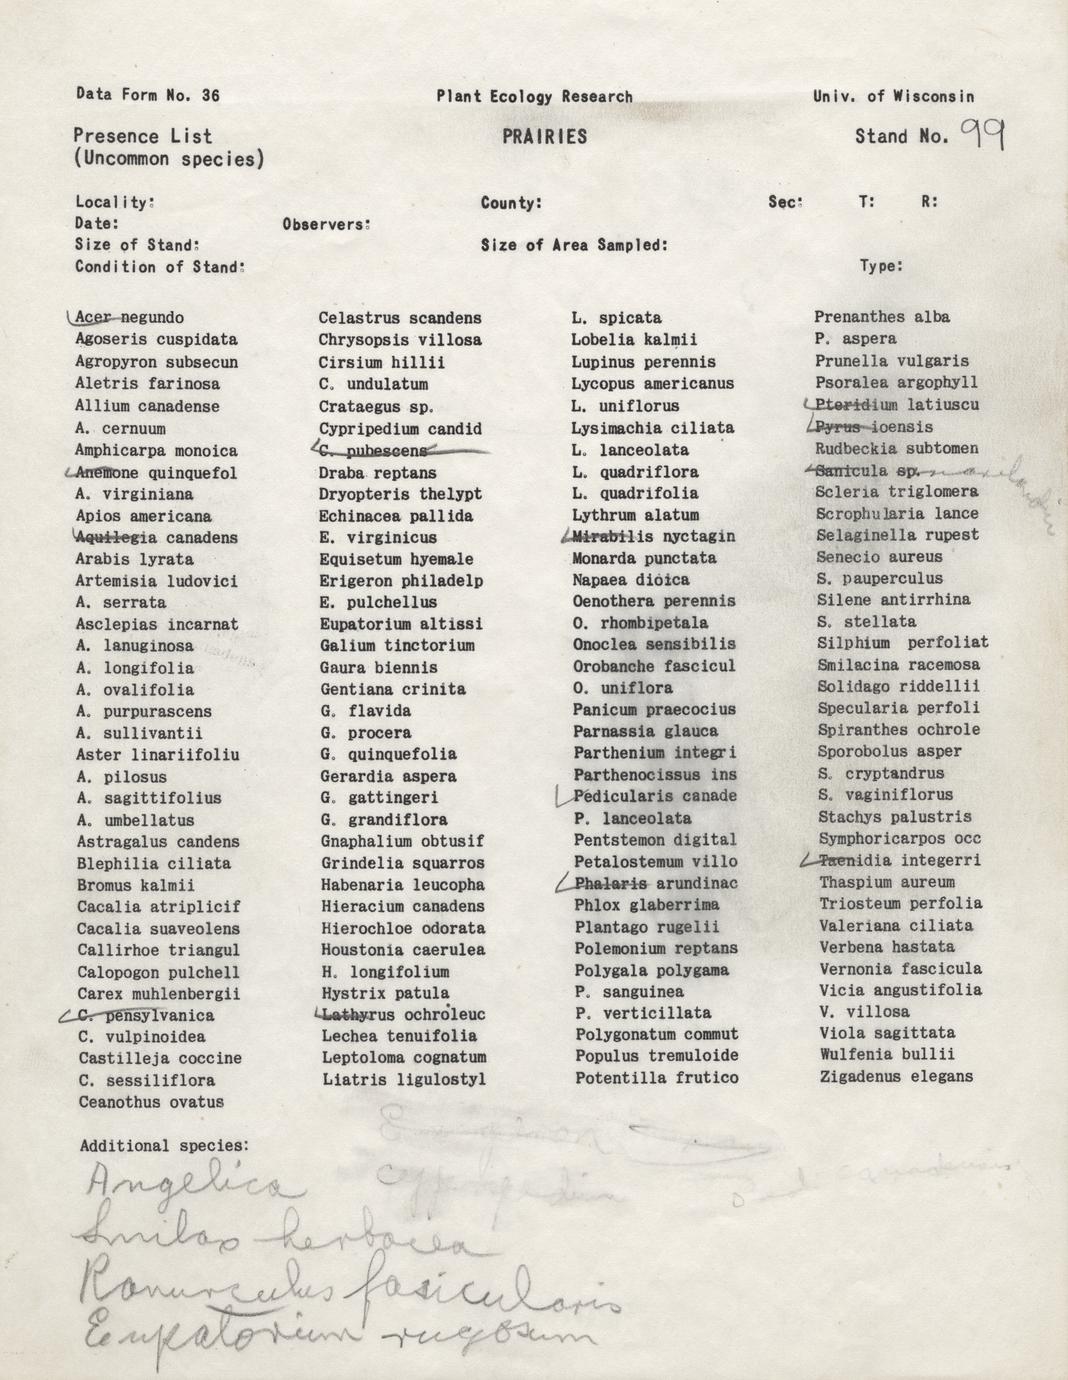 Data Form No. 36 Plant Ecology Research Univ. of Wisconsin
Presence List PRAIRIES Stand No. 99
(Uncommon species)
Locality: County: Sec: T: R:
Date: Observers:
Size of Stand: Size of Area Sampled:
Condition of Stand: Type:
Acer negundo
Agoseris cuspidata
Agropyron subsecun
Aletris farinosa
Allium canadense
A. cernuum
Amphicarpa monoica
Anemone quinquefol
A. virginiana
Apios americana
Aquilegia canadens
Arabis lyrata
Artemisia ludovici
A. serrata
Asclepias incarnat
A. lanuginosa
A. longifolia
A. ovalifolia
A. purpurascens
A. sullivantii
Aster linariifoliu
A. pilosus
A. sagittifolius
A. umbellatus
Astragalus candens
Blephilia ciliata
Bromus kalmii
Cacalia atriplicif
Cacalia suaveolens
Callirhoe triangul
Calopogon pulchell
Carex muhlenbergii
C. pensylvanica
C. vulpinoidea
Castilleja coccine
C. sessiliflora
Ceanothus ovatus
Celastrus scandens
Chrysopsis villosa
Cirsium hillii
C. undulatum
Crataegus sp.
Cypripedium candid
C. pubescens
Draba reptans
Dryopteris thelypt
Echinacea pallida
E. virginicus
Equisetum hyemale
Erigeron philadelp
E. pulchellus
Eupatorium altissi
Galium tinctorium
Gaura biennis
Gentiana crinita
G. flavida
G. procera
G. quinquefolia
Gerardia aspera
G. gattingeri
G. grandiflora
Gnaphalium obtusif
Grindelia squarros
Habenaria leucopha
Hieracium canadens
Hierochloe odorata
Houstonia caerulea
H. longifolium
Hystrix patula
Lathyrus ochroleuc
Lechea tenuifolia
Leptoloma cognatum
Liatris ligulostyl
L. spicata
Lobelia kalmii
Lupinus perennis
Lycopus americanus
L. uniflorus
Lysimachia ciliata
L. lanceolata
L. quadriflora
L. quadrifolia
Lythrum alatum
Mirabilis nyctagin
Monarda punctata
Napaea dioica
Oenothera perennis
O. rhombipetala
Onoclea sensibilis
Orobanche fascicul
O. uniflora
Panicum praecocius
Parnassia glauca
Parthenium integri
Parthenocissus ins
Pedicularis canade
P. lanceolata
Pentstemon digital
Petalostemum villo
Phalaris arundinac
Phlox glaberrima
Plantago rugelii
Polemonium reptans
Polygala polygama
P. sanguinea
P. verticillata
Polygonatum commut
Populus tremuloide
Potentilla frutico
Prenanthes alba
P. aspera
Prunella vulgaris
Psoralea argophyll
Pteridium latiuscu
Pyrus ioensis
Rudbeckia subtomen
Sanicula sp.
Scleria triglomera
Scrophularia lance
Selaginella rupest
Senecio aureus
S. pauperculus
Silene antirrhina
S. stellata
Silphium perfoliat
Smilacina racemosa
Solidago riddellii
Specularia perfoli
Spiranthes ochrole
Sporobolus asper
S. cryptandrus
S. vaginiflorus
Stachys palustris
Symphoricarpos occ
Taenidia integerri
Thaspium aureum
Triosteum perfolia
Valeriana ciliata
Verbena hastata
Vernonia fascicula
Vicia angustifolia
V. villosa
Viola sagittata
Wulfenia bullii
Zigadenus elegans
Additional species:
Angelica
Smilax herbacea
Ranunculus fasicularis
Eupatorium rugosum